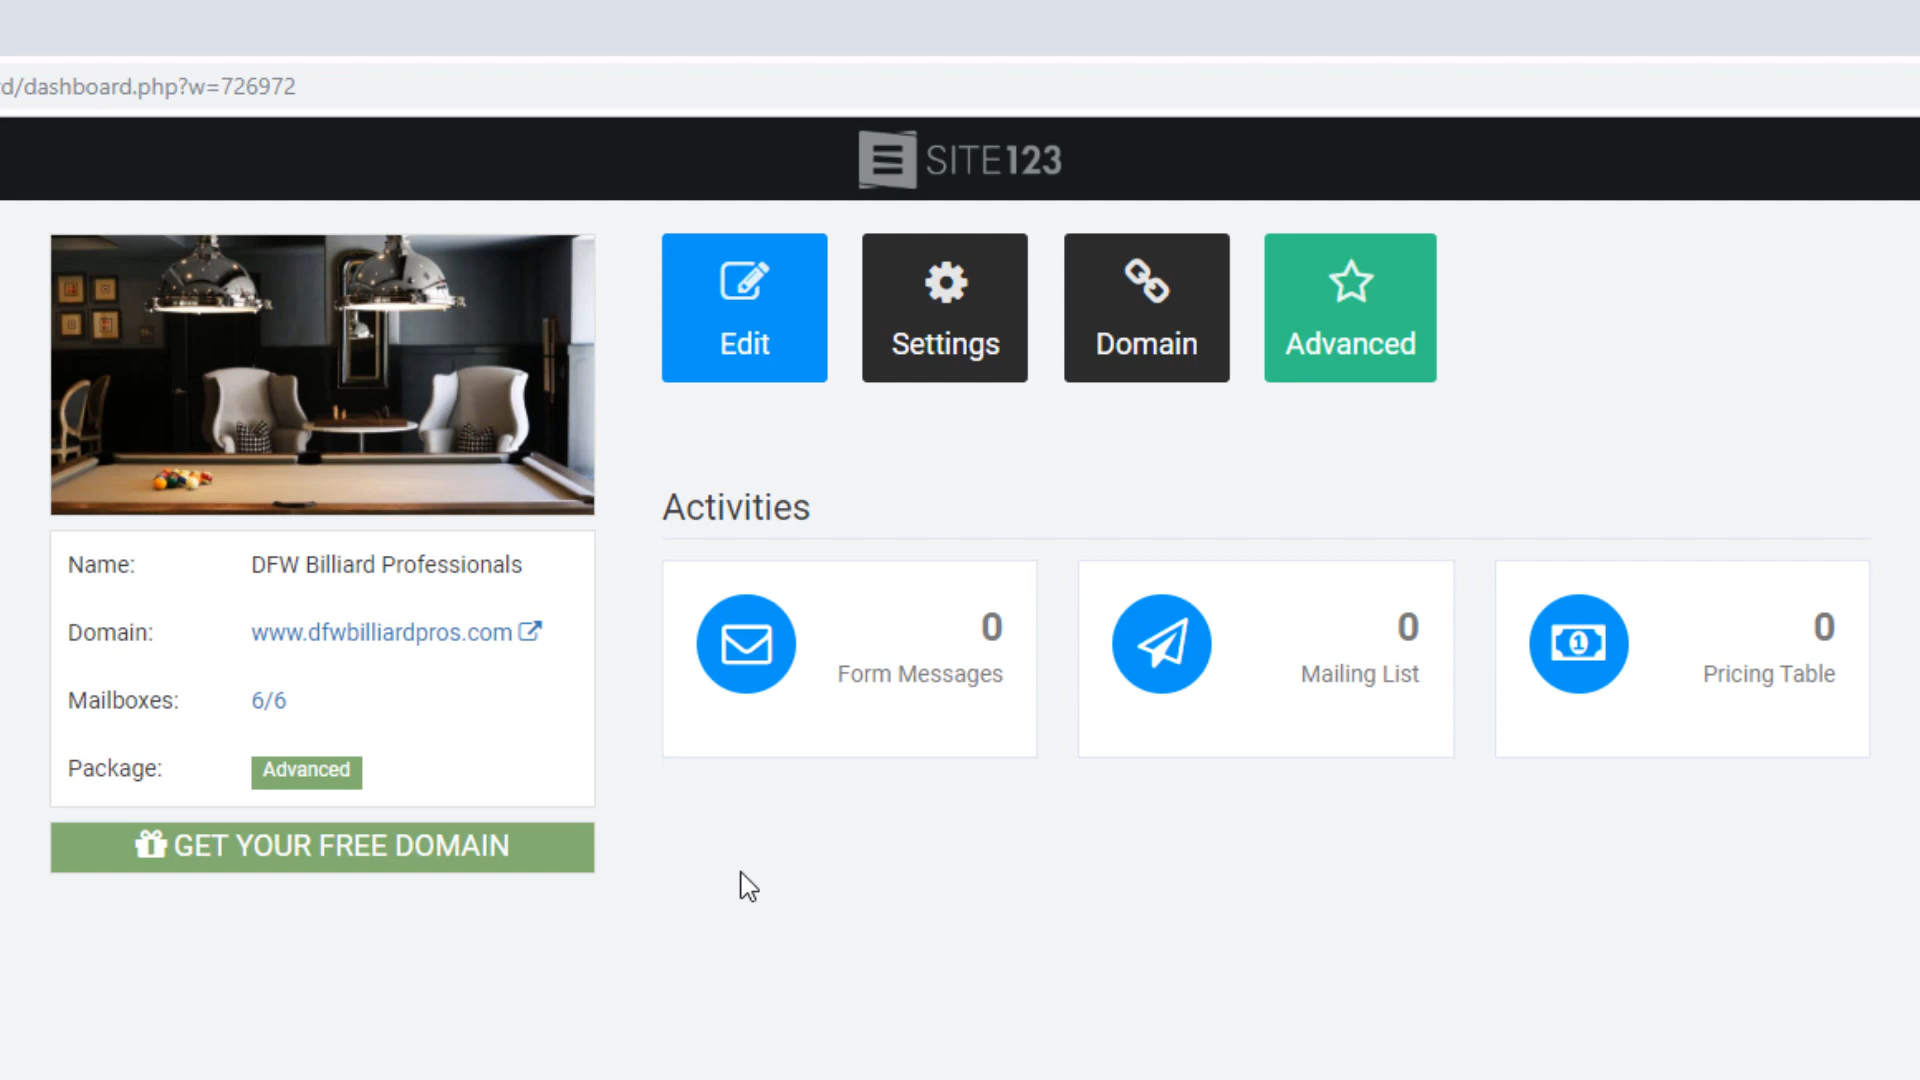 d/dashboard.php?w=726972
SITE123
Edit
Settings
Domain
Advanced
Activities
0
Form Messages
0
Mailing List
0
Pricing Table
Name: DFW Billiard Professionals
Domain: www.dfwbilliardpros.com
Mailboxes: 6/6
Package: Advanced
GET YOUR FREE DOMAIN